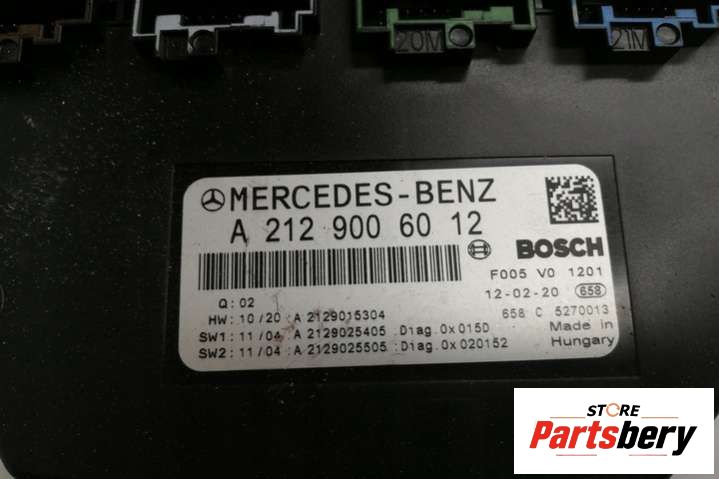 20M 21M
MERCEDES-BENZ
A 212 900 60 12
BOSCH
F005 V0 1201
Q: 02
12-02-20 658
HW: 10/20 :A 2129015304
658 C 5270013
SW1: 11/04 :A 2129025405 :Diag.0x015D
Made in
SW2: 11/04 :A 2129025505 :Diag.0x020152
Hungary
STORE
Partsbery